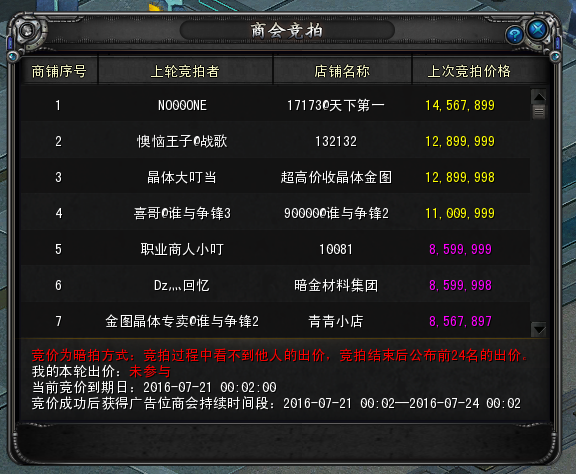 商会竞拍
商铺序号 上轮竞拍者 店铺名称 上次竞拍价格
1 NO00ONE 17173@天下第一 14,567,899
2 懊恼王子@战歌 132132 12,899,999
3 晶体大叮当 超高价收晶体金图 12,899,998
4 喜哥@谁与争锋3 90000@谁与争锋2 11,009,999
5 职业商人小叮 10081 8,599,999
6 Dz灬回忆 暗金材料集团 8,599,998
7 金图晶体专卖@谁与争锋2 青青小店 8,567,897
竞价为暗拍方式：竞拍过程中看不到他人的出价，竞拍结束后公布前24名的出价。
我的本轮出价：未参与
当前竞价到期日：2016-07-21 00:02:00
竞价成功后获得广告位商会持续时间段：2016-07-21 00:02—2016-07-24 00:02